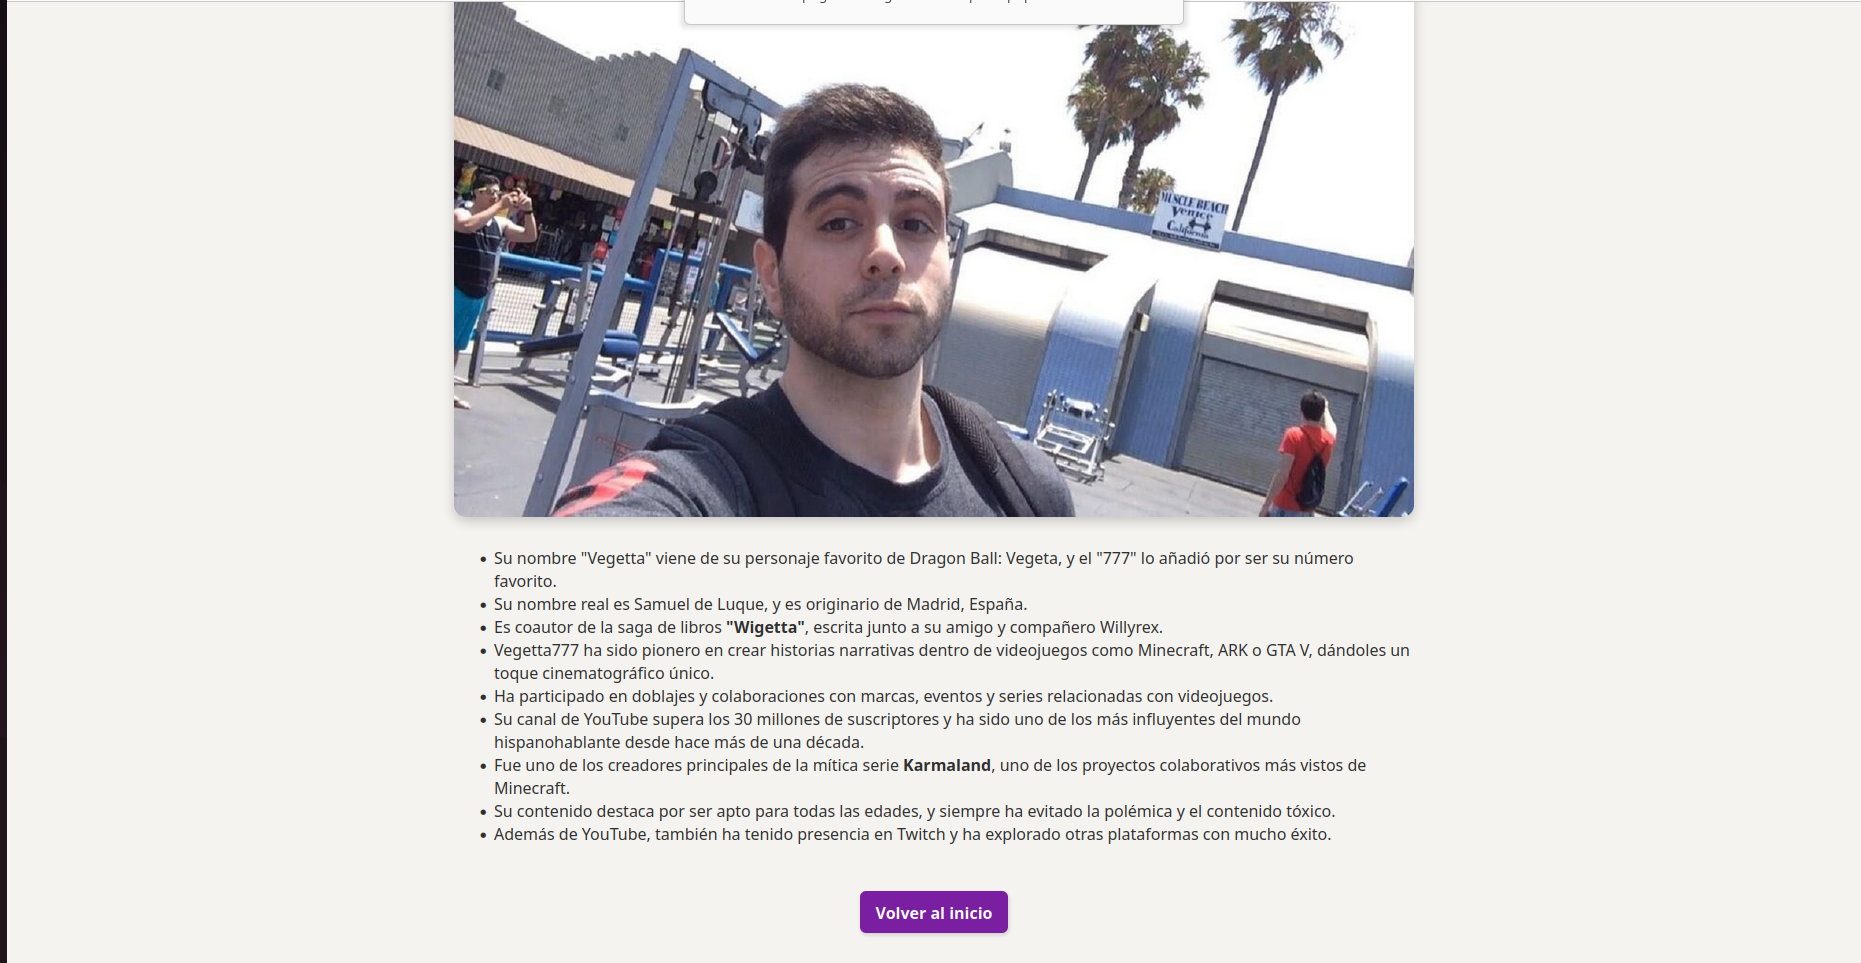 MUSCLE BEACH
Venice
California
Su nombre "Vegetta" viene de su personaje favorito de Dragon Ball: Vegeta, y el "777" lo añadió por ser su número
favorito.
Su nombre real es Samuel de Luque, y es originario de Madrid, España.
Es coautor de la saga de libros "Wigetta", escrita junto a su amigo y compañero Willyrex.
Vegetta777 ha sido pionero en crear historias narrativas dentro de videojuegos como Minecraft, ARK o GTA V, dándoles un
toque cinematográfico único.
Ha participado en doblajes y colaboraciones con marcas, eventos y series relacionadas con videojuegos.
Su canal de YouTube supera los 30 millones de suscriptores y ha sido uno de los más influyentes del mundo
hispanohablante desde hace más de una década.
Fue uno de los creadores principales de la mítica serie Karmaland, uno de los proyectos colaborativos más vistos de
Minecraft.
Su contenido destaca por ser apto para todas las edades, y siempre ha evitado la polémica y el contenido tóxico.
Además de YouTube, también ha tenido presencia en Twitch y ha explorado otras plataformas con mucho éxito.
Volver al inicio